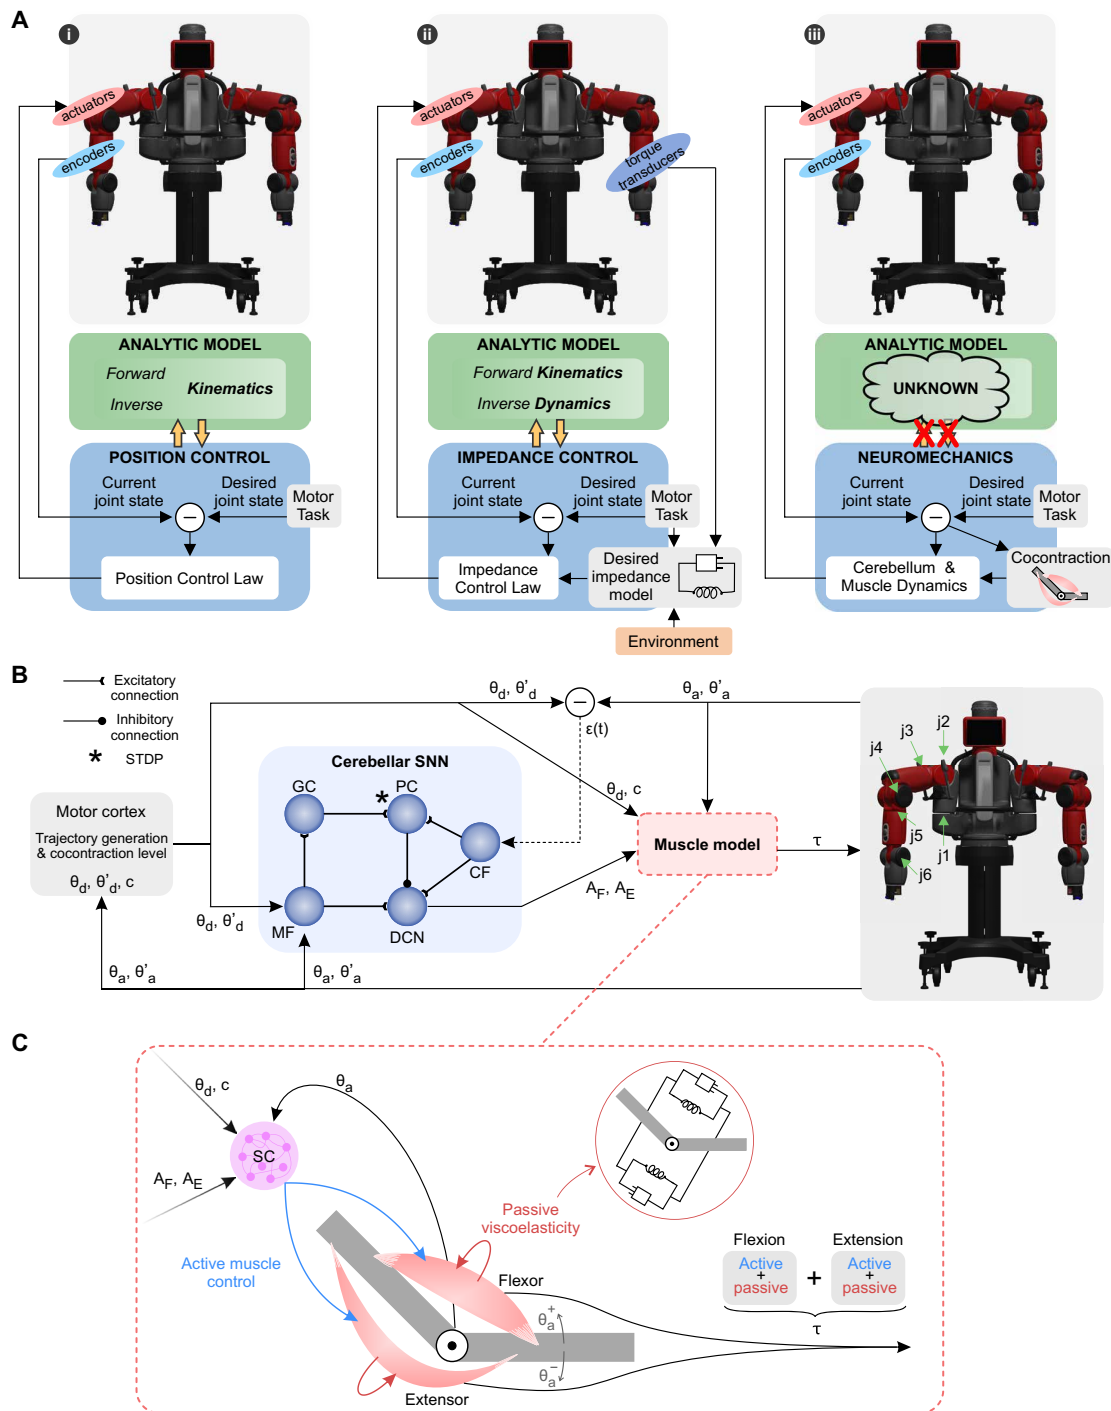 A
i
actuators
encoders
ANALYTIC MODEL
Forward
Kinematics
Inverse
POSITION CONTROL
Current
joint state
Desired
joint state
Motor
Task
−
Position Control Law
ii
actuators
encoders
torque
transducers
ANALYTIC MODEL
Forward Kinematics
Inverse Dynamics
IMPEDANCE CONTROL
Current
joint state
Desired
joint state
Motor
Task
−
Impedance
Control Law
Desired
impedance
model
Environment
iii
actuators
encoders
ANALYTIC MODEL
UNKNOWN
NEUROMECHANICS
Current
joint state
Desired
joint state
Motor
Task
−
Cerebellum &
Muscle Dynamics
Cocontraction
B
Excitatory
connection
Inhibitory
connection
* STDP
Motor cortex
Trajectory generation
& cocontraction level
θd, θ'd, c
θd, θ'd
θa, θ'a
θa, θ'a
Cerebellar SNN
GC
*
PC
CF
MF
DCN
θd, θ'd
−
θa, θ'a
ε(t)
θd, c
AF, AE
Muscle model
τ
j1
j2
j3
j4
j5
j6
C
θd, c
θa
SC
AF, AE
Active muscle
control
Passive
viscoelasticity
Flexor
Extensor
θa+
θa−
Flexion
Active
+
passive
+
Extension
Active
+
passive
τ